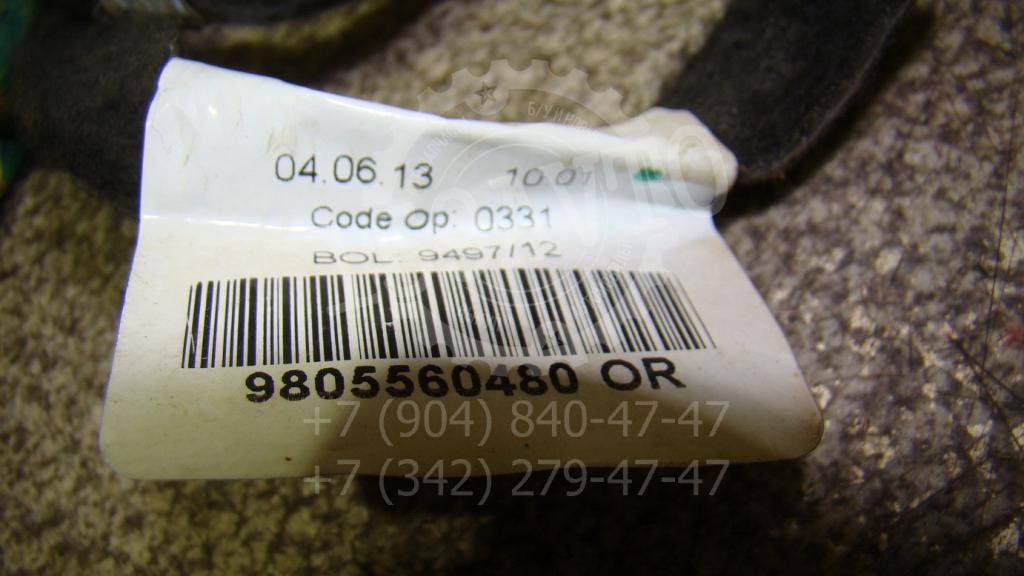 04.06.13 10.01
Code Op: 0331
BOL: 9497/12
9805560480 OR
+7 (904) 840-47-47
+7 (342) 279-47-47